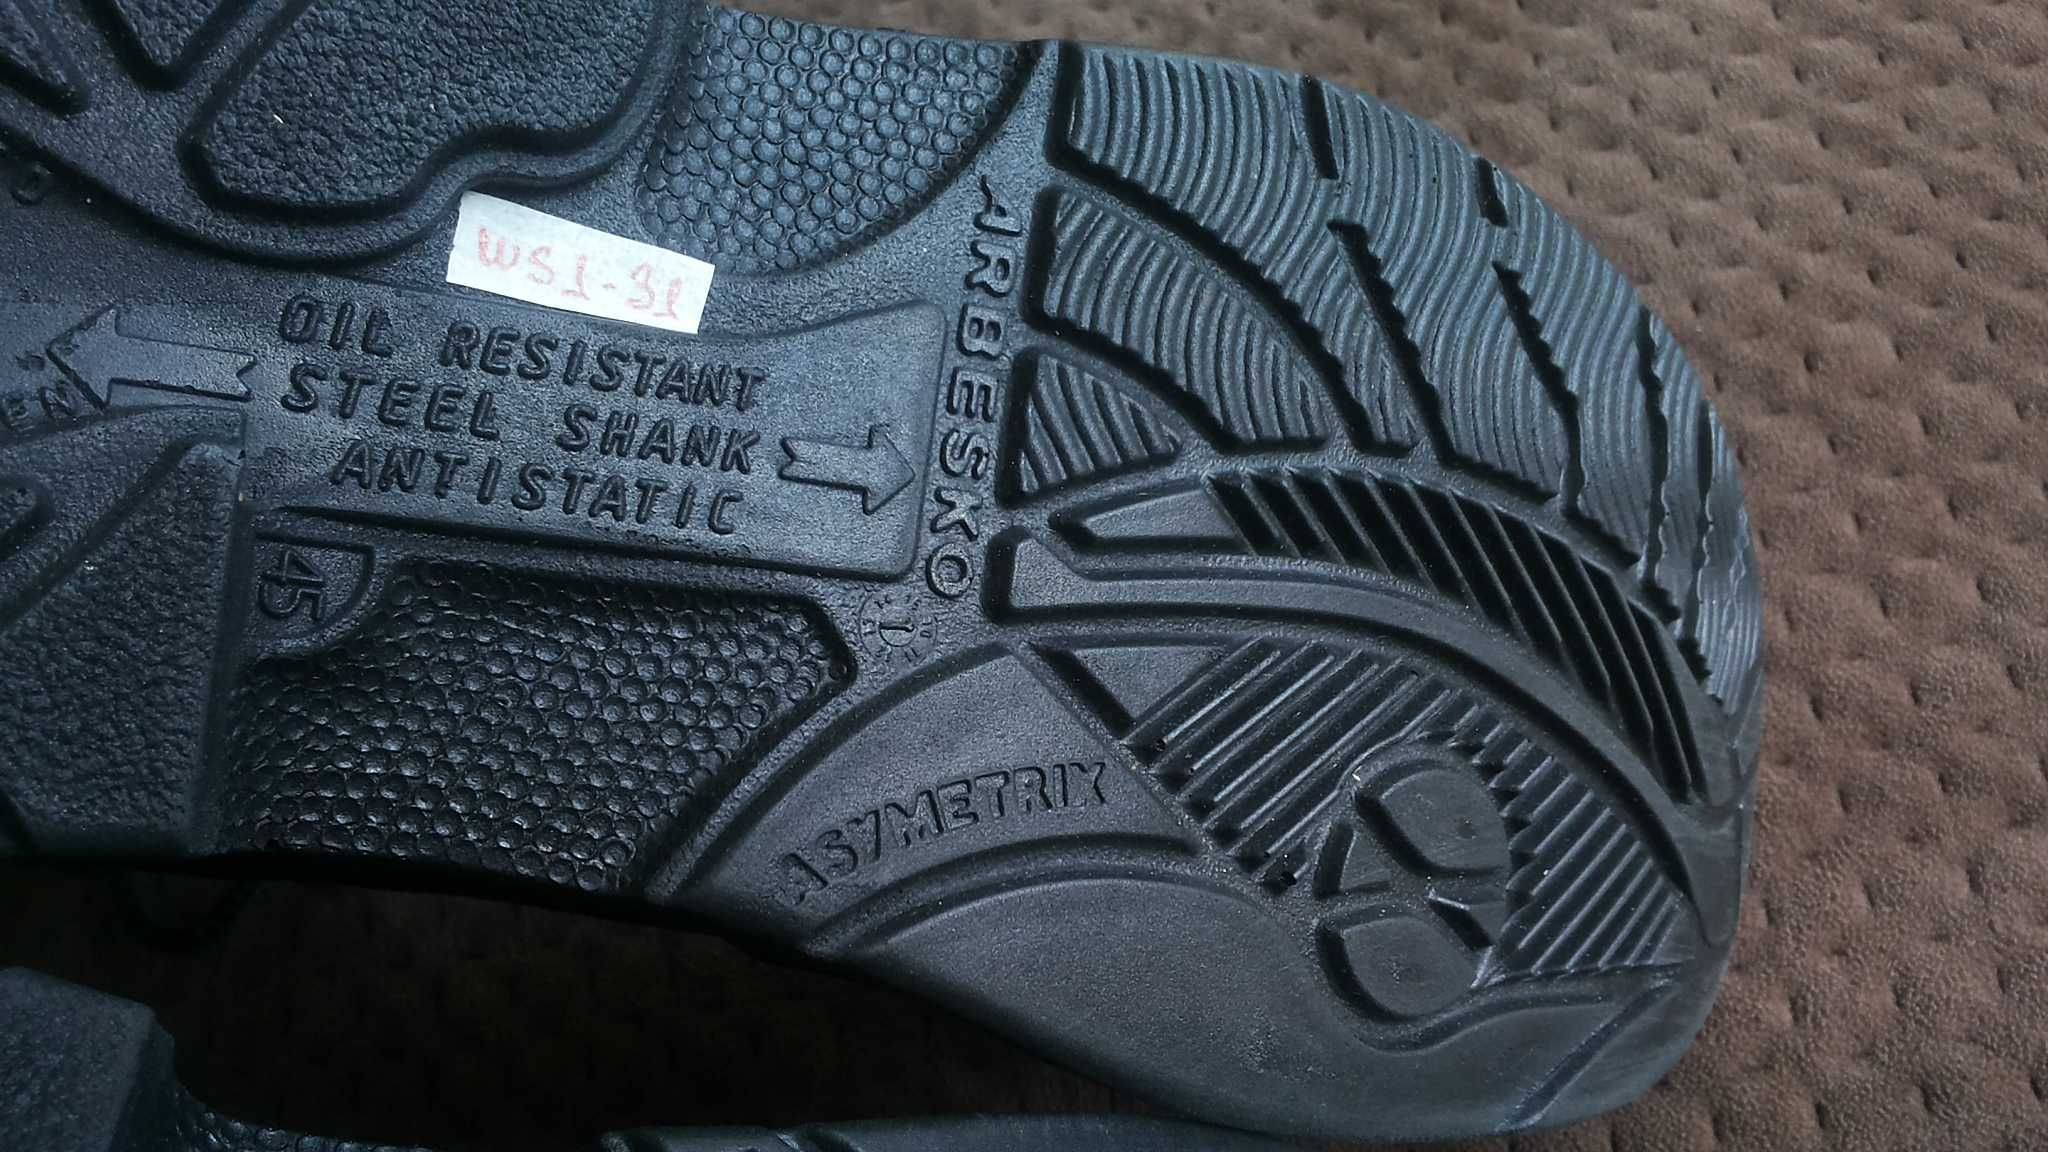 WS1-31
OIL RESISTANT
STEEL SHANK
ANTISTATIC
ARBESKO
45
ASYMETRIX